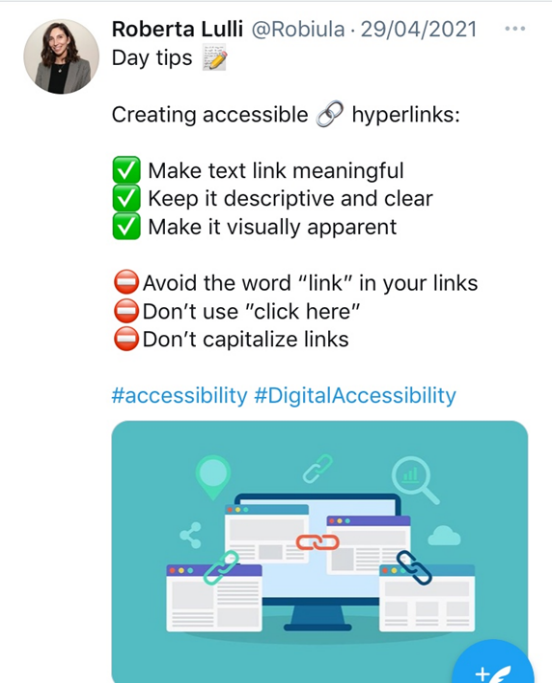 Roberta Lulli @Robiula · 29/04/2021 ...
Day tips 📝
Creating accessible 🔗 hyperlinks:
✅ Make text link meaningful
✅ Keep it descriptive and clear
✅ Make it visually apparent
⛔Avoid the word “link” in your links
⛔Don’t use ”click here”
⛔Don’t capitalize links
#accessibility #DigitalAccessibility